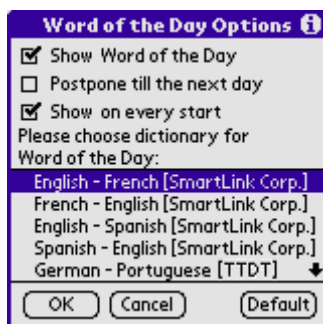 Word of the Day Options
Show Word of the Day
Postpone till the next day
Show on every start
Please choose dictionary for
Word of the Day:
English - French [SmartLink Corp.]
French - English [SmartLink Corp.]
English - Spanish [SmartLink Corp.]
Spanish - English [SmartLink Corp.]
German - Portuguese [TTDT]
OK Cancel Default